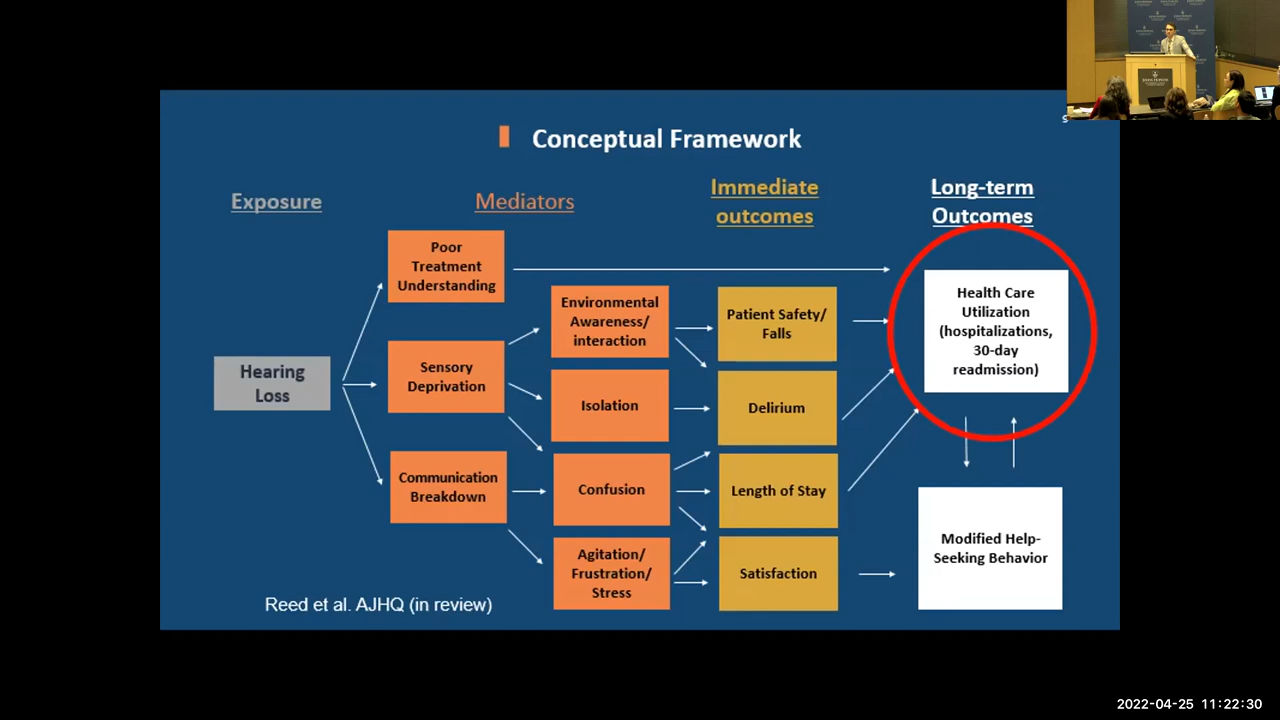 Conceptual Framework
Exposure
Mediators
Immediate
outcomes
Long-term
Outcomes
Poor
Treatment
Understanding
Environmental
Awareness/
interaction
Patient Safety/
Falls
Health Care
Utilization
(hospitalizations,
30-day
readmission)
Hearing
Loss
Sensory
Deprivation
Isolation
Delirium
Communication
Breakdown
Confusion
Length of Stay
Modified Help-
Seeking Behavior
Agitation/
Frustration/
Stress
Satisfaction
Reed et al. AJHQ (in review)
2022-04-25 11:22:30